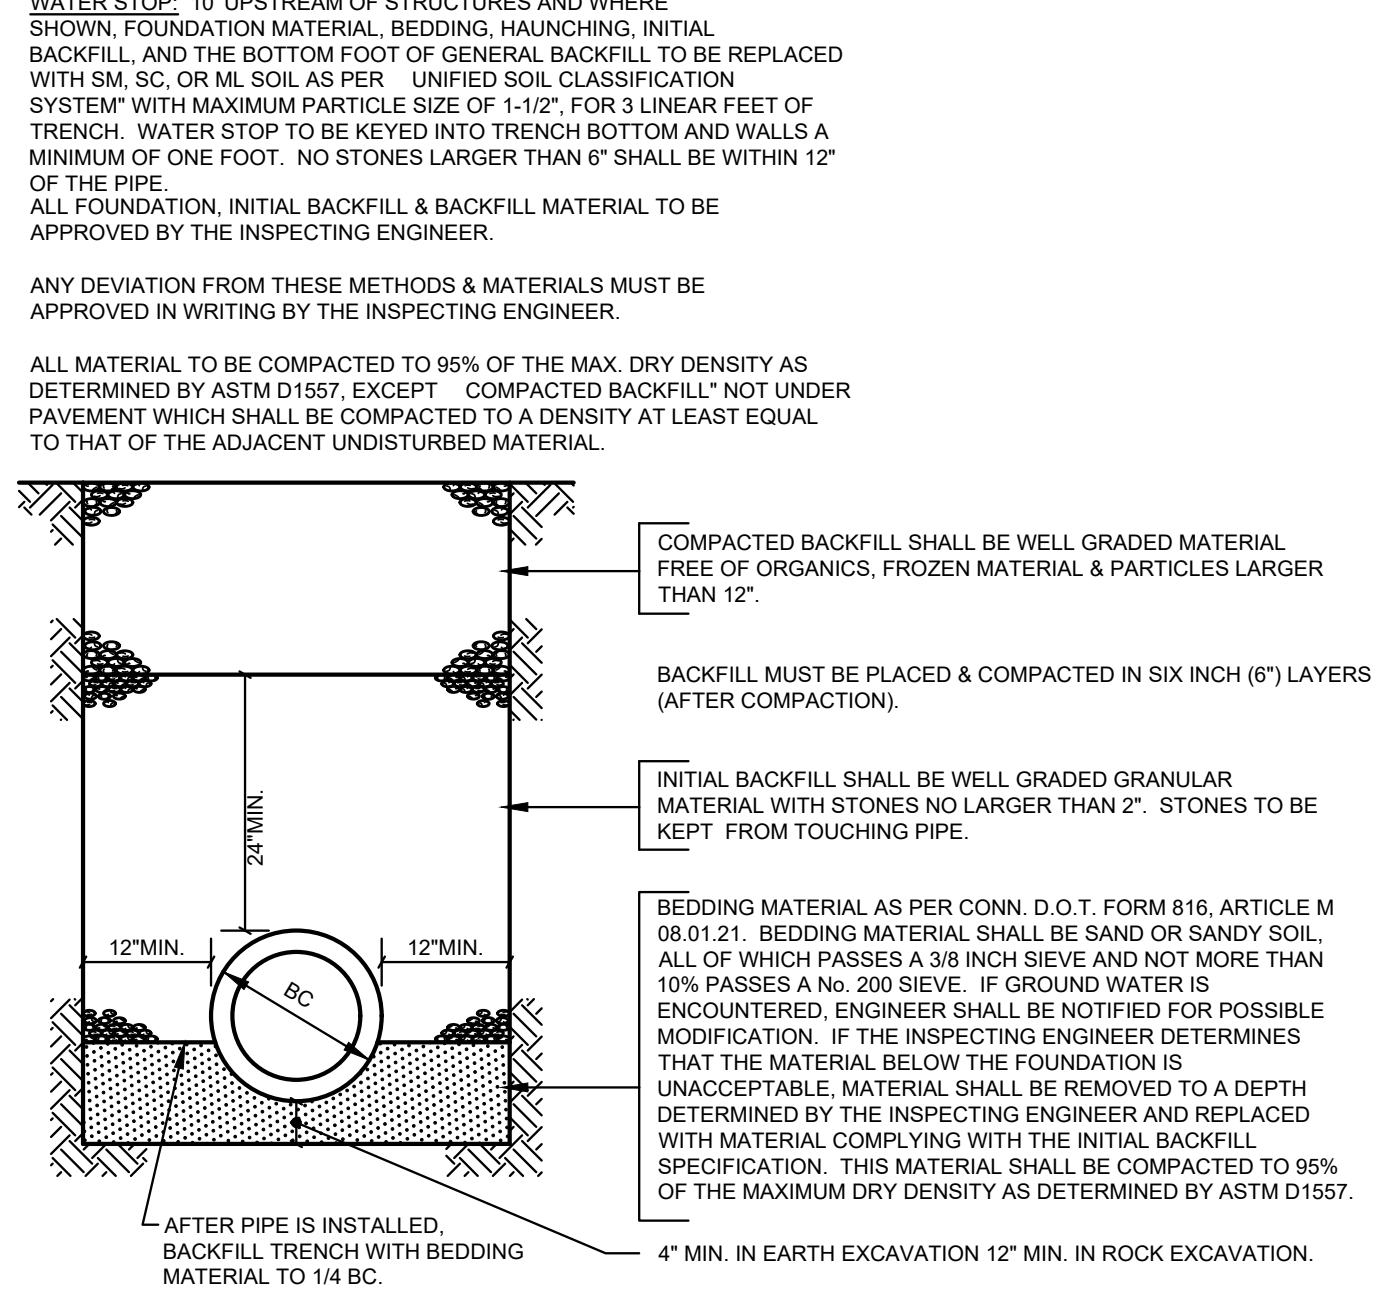 WATER STOP: 10' UPSTREAM OF STRUCTURES AND WHERE
SHOWN, FOUNDATION MATERIAL, BEDDING, HAUNCHING, INITIAL
BACKFILL, AND THE BOTTOM FOOT OF GENERAL BACKFILL TO BE REPLACED
WITH SM, SC, OR ML SOIL AS PER UNIFIED SOIL CLASSIFICATION
SYSTEM" WITH MAXIMUM PARTICLE SIZE OF 1-1/2", FOR 3 LINEAR FEET OF
TRENCH. WATER STOP TO BE KEYED INTO TRENCH BOTTOM AND WALLS A
MINIMUM OF ONE FOOT. NO STONES LARGER THAN 6" SHALL BE WITHIN 12"
OF THE PIPE.
ALL FOUNDATION, INITIAL BACKFILL & BACKFILL MATERIAL TO BE
APPROVED BY THE INSPECTING ENGINEER.
ANY DEVIATION FROM THESE METHODS & MATERIALS MUST BE
APPROVED IN WRITING BY THE INSPECTING ENGINEER.
ALL MATERIAL TO BE COMPACTED TO 95% OF THE MAX. DRY DENSITY AS
DETERMINED BY ASTM D1557, EXCEPT COMPACTED BACKFILL" NOT UNDER
PAVEMENT WHICH SHALL BE COMPACTED TO A DENSITY AT LEAST EQUAL
TO THAT OF THE ADJACENT UNDISTURBED MATERIAL.
COMPACTED BACKFILL SHALL BE WELL GRADED MATERIAL
FREE OF ORGANICS, FROZEN MATERIAL & PARTICLES LARGER
THAN 12".
BACKFILL MUST BE PLACED & COMPACTED IN SIX INCH (6") LAYERS
(AFTER COMPACTION).
INITIAL BACKFILL SHALL BE WELL GRADED GRANULAR
MATERIAL WITH STONES NO LARGER THAN 2". STONES TO BE
KEPT FROM TOUCHING PIPE.
24"MIN.
12"MIN.
12"MIN.
BC
BEDDING MATERIAL AS PER CONN. D.O.T. FORM 816, ARTICLE M
08.01.21. BEDDING MATERIAL SHALL BE SAND OR SANDY SOIL,
ALL OF WHICH PASSES A 3/8 INCH SIEVE AND NOT MORE THAN
10% PASSES A No. 200 SIEVE. IF GROUND WATER IS
ENCOUNTERED, ENGINEER SHALL BE NOTIFIED FOR POSSIBLE
MODIFICATION. IF THE INSPECTING ENGINEER DETERMINES
THAT THE MATERIAL BELOW THE FOUNDATION IS
UNACCEPTABLE, MATERIAL SHALL BE REMOVED TO A DEPTH
DETERMINED BY THE INSPECTING ENGINEER AND REPLACED
WITH MATERIAL COMPLYING WITH THE INITIAL BACKFILL
SPECIFICATION. THIS MATERIAL SHALL BE COMPACTED TO 95%
OF THE MAXIMUM DRY DENSITY AS DETERMINED BY ASTM D1557.
AFTER PIPE IS INSTALLED,
BACKFILL TRENCH WITH BEDDING
MATERIAL TO 1/4 BC.
4" MIN. IN EARTH EXCAVATION 12" MIN. IN ROCK EXCAVATION.